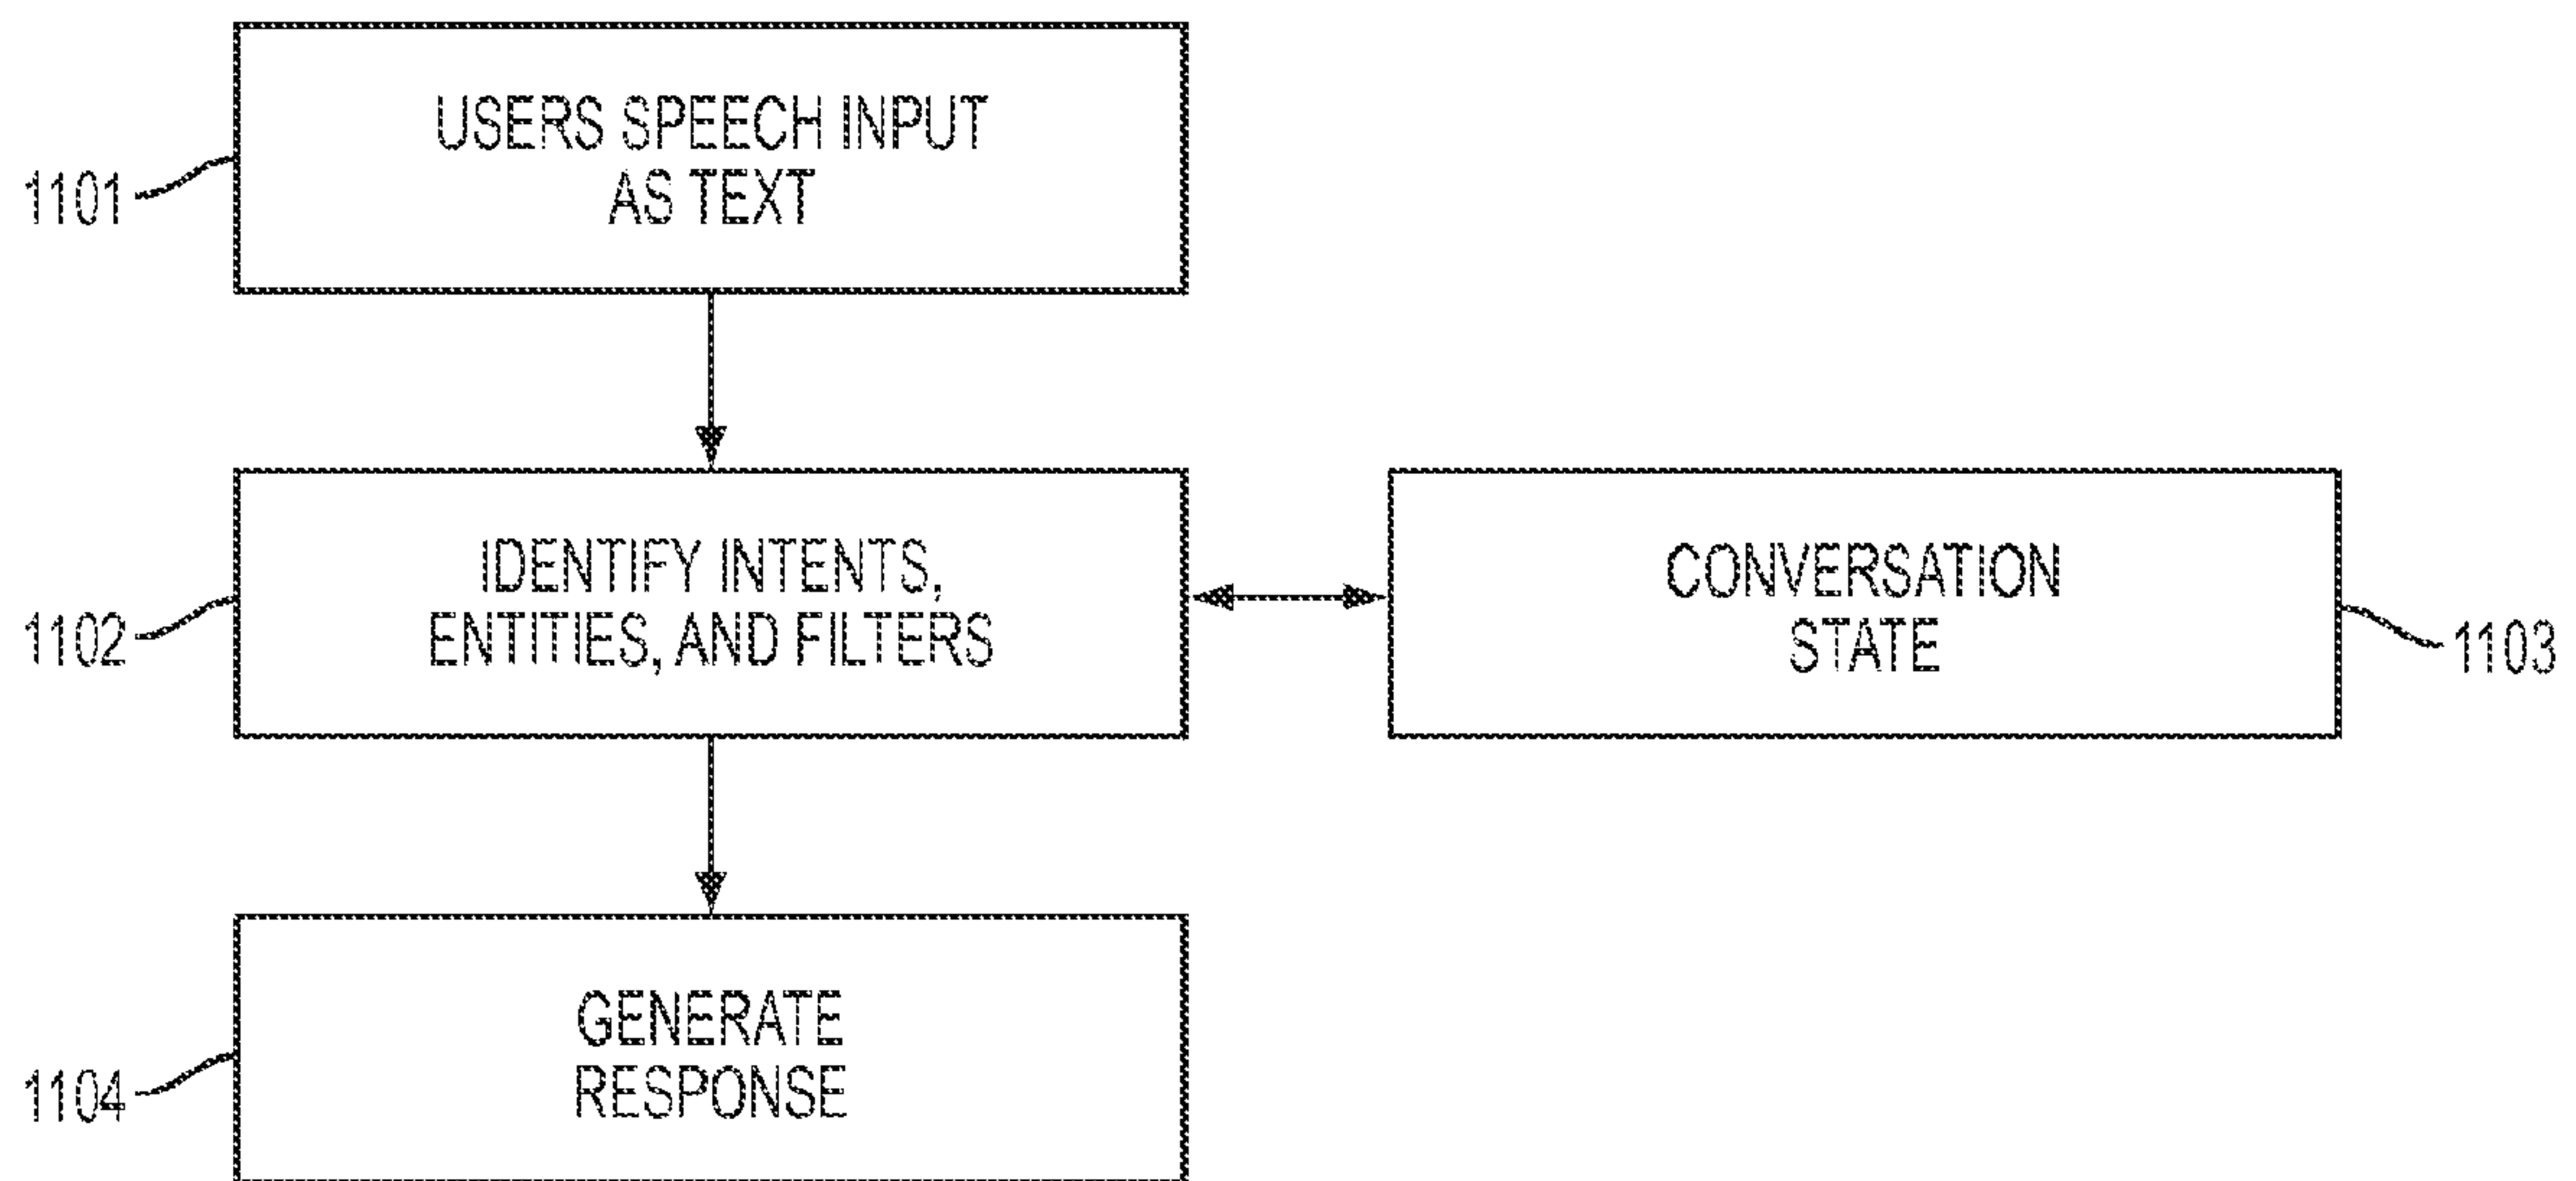 USERS SPEECH INPUT
AS TEXT
1101
IDENTIFY INTENTS,
ENTITIES, AND FILTERS
1102
CONVERSATION
STATE
1103
GENERATE
RESPONSE
1104